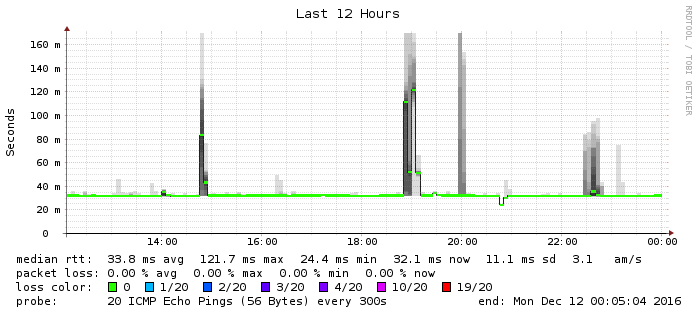 Last 12 Hours
RRDTOOL / TOBI OETIKER
Seconds
160 m
140 m
120 m
100 m
80 m
60 m
40 m
20 m
0
14:00 16:00 18:00 20:00 22:00 00:00
median rtt: 33.8 ms avg 121.7 ms max 24.4 ms min 32.1 ms now 11.1 ms sd 3.1 am/s
packet loss: 0.00 % avg 0.00 % max 0.00 % min 0.00 % now
loss color: 0 1/20 2/20 3/20 4/20 10/20 19/20
probe: 20 ICMP Echo Pings (56 Bytes) every 300s end: Mon Dec 12 00:05:04 2016